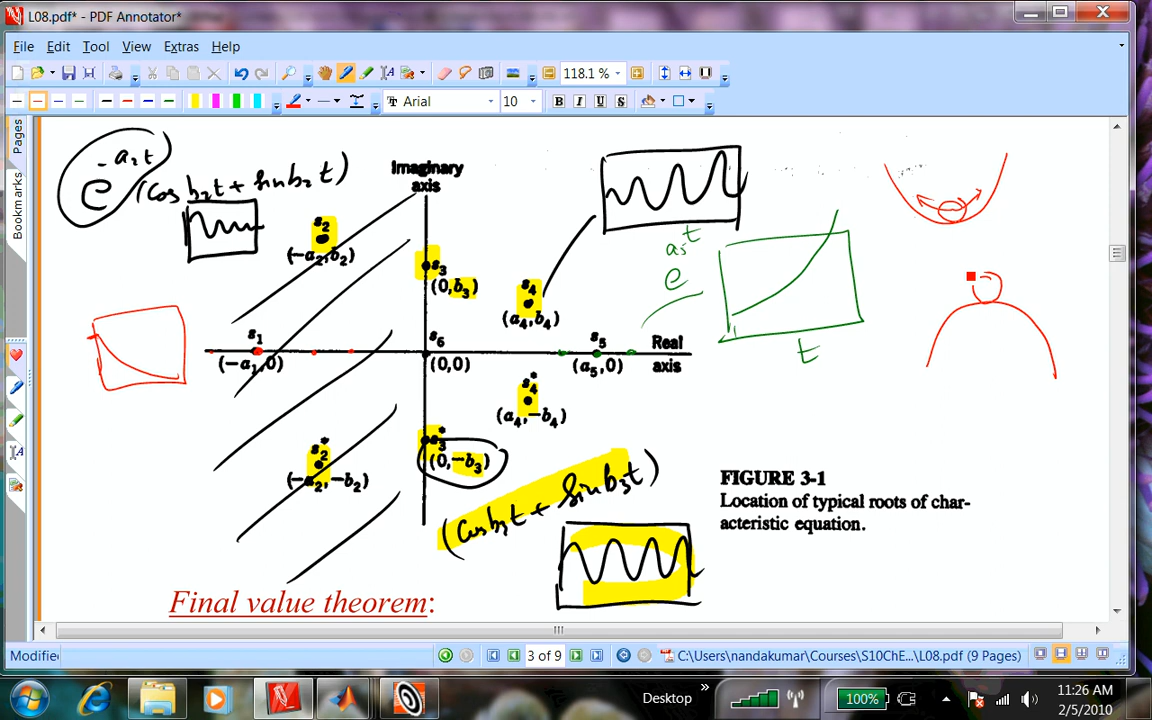 L08.pdf* - PDF Annotator*
File Edit Tool View Extras Help
118.1 %
Arial 10 B I U S
Pages
Bookmarks
e^{-a₂t} (cos b₂t + sin b₂ t)
Imaginary
axis
s₂
(−a₂,b₂)
s₃
(0,b₃)
s₄
(a₄,b₄)
e^{a₅t}
t
s₁
(−a₁,0)
s₆
(0,0)
s₅
(a₅,0)
Real
axis
s₄*
(a₄,−b₄)
s₃*
(0,−b₃)
s₂*
(−a₂,−b₂)
(cos b₃t + sin b₃t)
FIGURE 3-1
Location of typical roots of char-
acteristic equation.
Final value theorem:
Modifie
3 of 9
C:\Users\nandakumar\Courses\S10ChE...\L08.pdf (9 Pages)
Desktop
»
100%
11:26 AM
2/5/2010